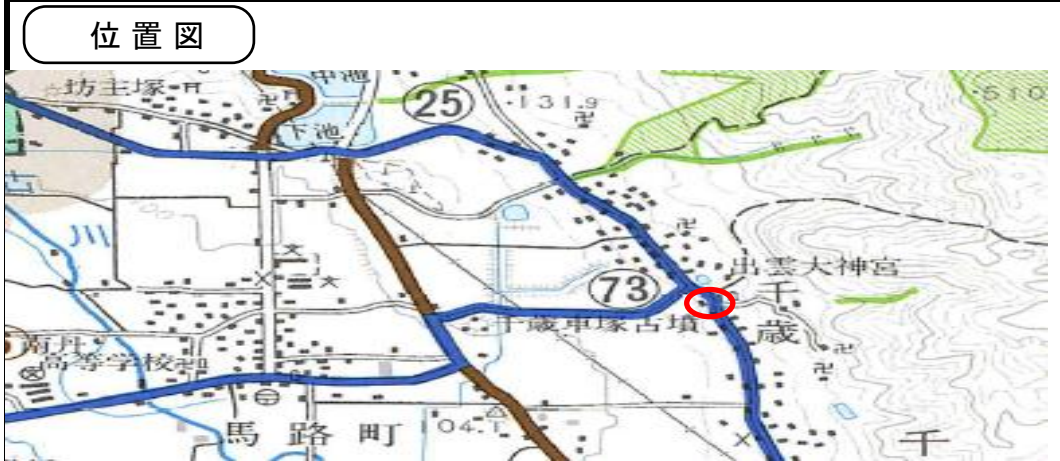 位置図
坊主塚
中池
25
131.9
510
下池
川
出雲大神宮
73
千
千歳車塚古墳
歳
南丹
高等学校
馬路町
104.1
千